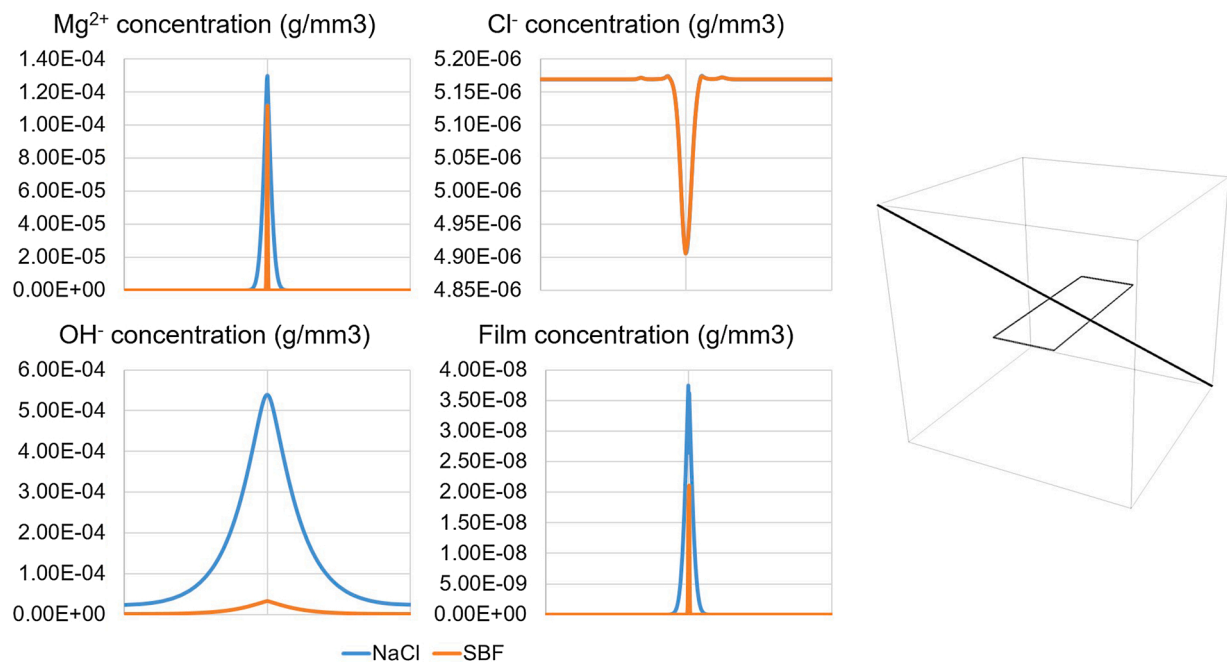 Mg²⁺ concentration (g/mm3)
1.40E-04
1.20E-04
1.00E-04
8.00E-05
6.00E-05
4.00E-05
2.00E-05
0.00E+00
Cl⁻ concentration (g/mm3)
5.20E-06
5.15E-06
5.10E-06
5.05E-06
5.00E-06
4.95E-06
4.90E-06
4.85E-06
OH⁻ concentration (g/mm3)
6.00E-04
5.00E-04
4.00E-04
3.00E-04
2.00E-04
1.00E-04
0.00E+00
Film concentration (g/mm3)
4.00E-08
3.50E-08
3.00E-08
2.50E-08
2.00E-08
1.50E-08
1.00E-08
5.00E-09
0.00E+00
NaCl SBF